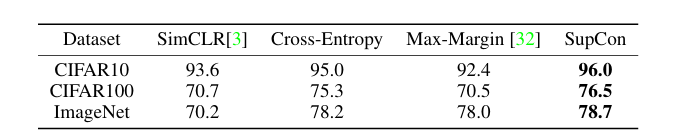 Dataset SimCLR[3] Cross-Entropy Max-Margin [32] SupCon
CIFAR10 93.6 95.0 92.4 96.0
CIFAR100 70.7 75.3 70.5 76.5
ImageNet 70.2 78.2 78.0 78.7